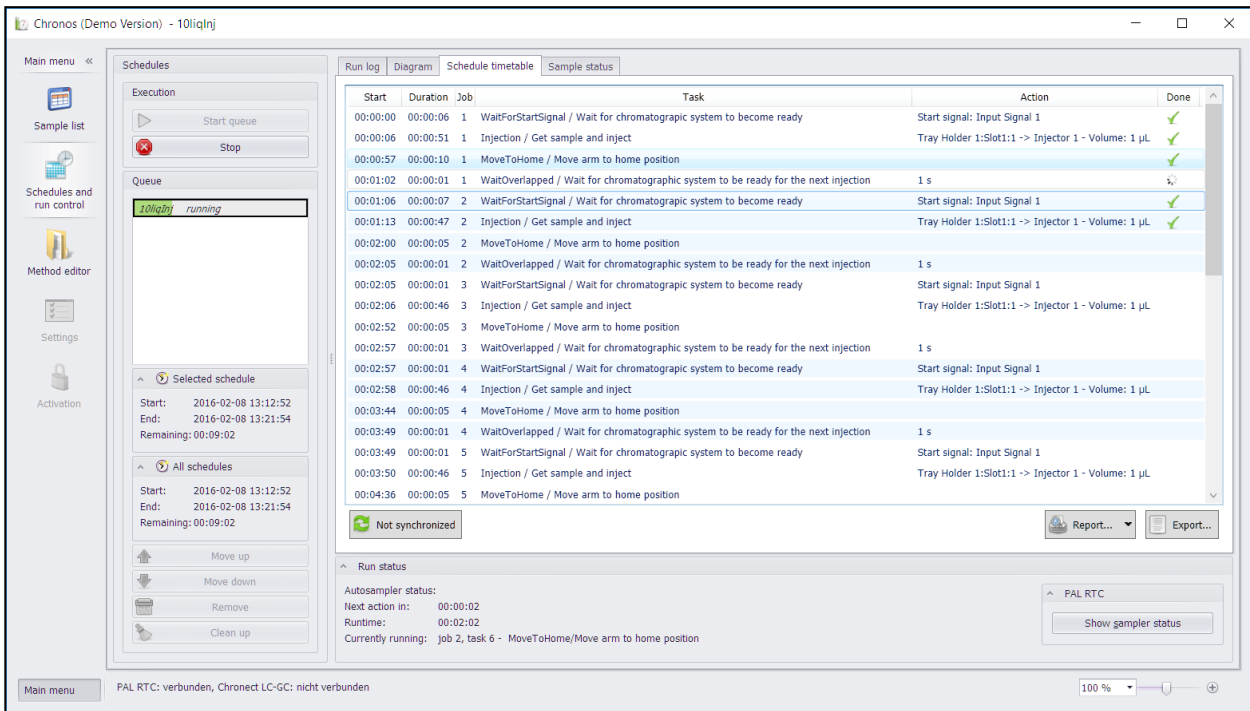 Chronos (Demo Version) - 10liqInj
Main menu «
Sample list
Schedules and
run control
Method editor
Settings
Activation
Schedules
Execution
Start queue
Stop
Queue
10liqInj running
Selected schedule
Start: 2016-02-08 13:12:52
End: 2016-02-08 13:21:54
Remaining: 00:09:02
All schedules
Start: 2016-02-08 13:12:52
End: 2016-02-08 13:21:54
Remaining: 00:09:02
Move up
Move down
Remove
Clean up
Run log Diagram Schedule timetable Sample status
Start Duration Job Task Action Done
00:00:00 00:00:06 1 WaitForStartSignal / Wait for chromatograpic system to become ready Start signal: Input Signal 1
00:00:06 00:00:51 1 Injection / Get sample and inject Tray Holder 1:Slot1:1 -> Injector 1 - Volume: 1 µL
00:00:57 00:00:10 1 MoveToHome / Move arm to home position
00:01:02 00:00:01 1 WaitOverlapped / Wait for chromatographic system to be ready for the next injection 1 s
00:01:06 00:00:07 2 WaitForStartSignal / Wait for chromatograpic system to become ready Start signal: Input Signal 1
00:01:13 00:00:47 2 Injection / Get sample and inject Tray Holder 1:Slot1:1 -> Injector 1 - Volume: 1 µL
00:02:00 00:00:05 2 MoveToHome / Move arm to home position
00:02:05 00:00:01 2 WaitOverlapped / Wait for chromatographic system to be ready for the next injection 1 s
00:02:05 00:00:01 3 WaitForStartSignal / Wait for chromatograpic system to become ready Start signal: Input Signal 1
00:02:06 00:00:46 3 Injection / Get sample and inject Tray Holder 1:Slot1:1 -> Injector 1 - Volume: 1 µL
00:02:52 00:00:05 3 MoveToHome / Move arm to home position
00:02:57 00:00:01 3 WaitOverlapped / Wait for chromatographic system to be ready for the next injection 1 s
00:02:57 00:00:01 4 WaitForStartSignal / Wait for chromatograpic system to become ready Start signal: Input Signal 1
00:02:58 00:00:46 4 Injection / Get sample and inject Tray Holder 1:Slot1:1 -> Injector 1 - Volume: 1 µL
00:03:44 00:00:05 4 MoveToHome / Move arm to home position
00:03:49 00:00:01 4 WaitOverlapped / Wait for chromatographic system to be ready for the next injection 1 s
00:03:49 00:00:01 5 WaitForStartSignal / Wait for chromatograpic system to become ready Start signal: Input Signal 1
00:03:50 00:00:46 5 Injection / Get sample and inject Tray Holder 1:Slot1:1 -> Injector 1 - Volume: 1 µL
00:04:36 00:00:05 5 MoveToHome / Move arm to home position
Not synchronized
Report... Export...
Run status
Autosampler status:
Next action in: 00:00:02
Runtime: 00:02:02
Currently running: job 2, task 6 - MoveToHome/Move arm to home position
PAL RTC
Show sampler status
Main menu
PAL RTC: verbunden, Chronect LC-GC: nicht verbunden
100 %